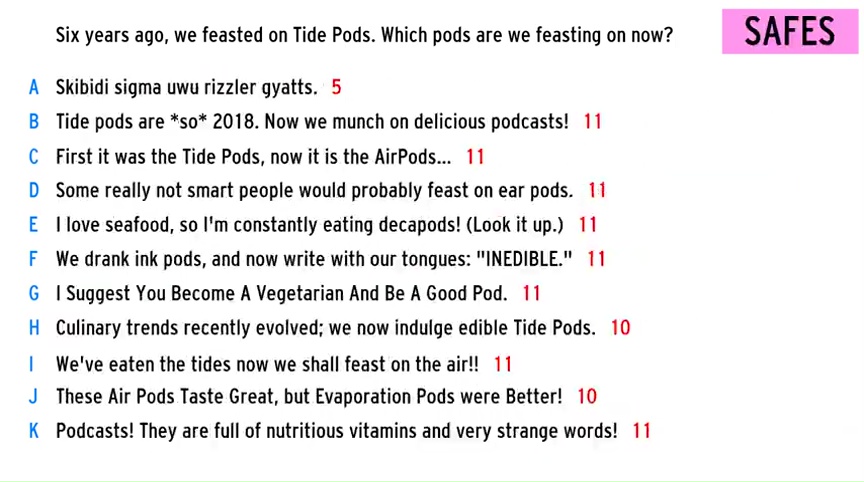 Six years ago, we feasted on Tide Pods. Which pods are we feasting on now?
SAFES
A Skibidi sigma uwu rizzler gyatts. 5
B Tide pods are *so* 2018. Now we munch on delicious podcasts! 11
C First it was the Tide Pods, now it is the AirPods... 11
D Some really not smart people would probably feast on ear pods. 11
E I love seafood, so I'm constantly eating decapods! (Look it up.) 11
F We drank ink pods, and now write with our tongues: "INEDIBLE." 11
G I Suggest You Become A Vegetarian And Be A Good Pod. 11
H Culinary trends recently evolved; we now indulge edible Tide Pods. 10
I We've eaten the tides now we shall feast on the air!! 11
J These Air Pods Taste Great, but Evaporation Pods were Better! 10
K Podcasts! They are full of nutritious vitamins and very strange words! 11